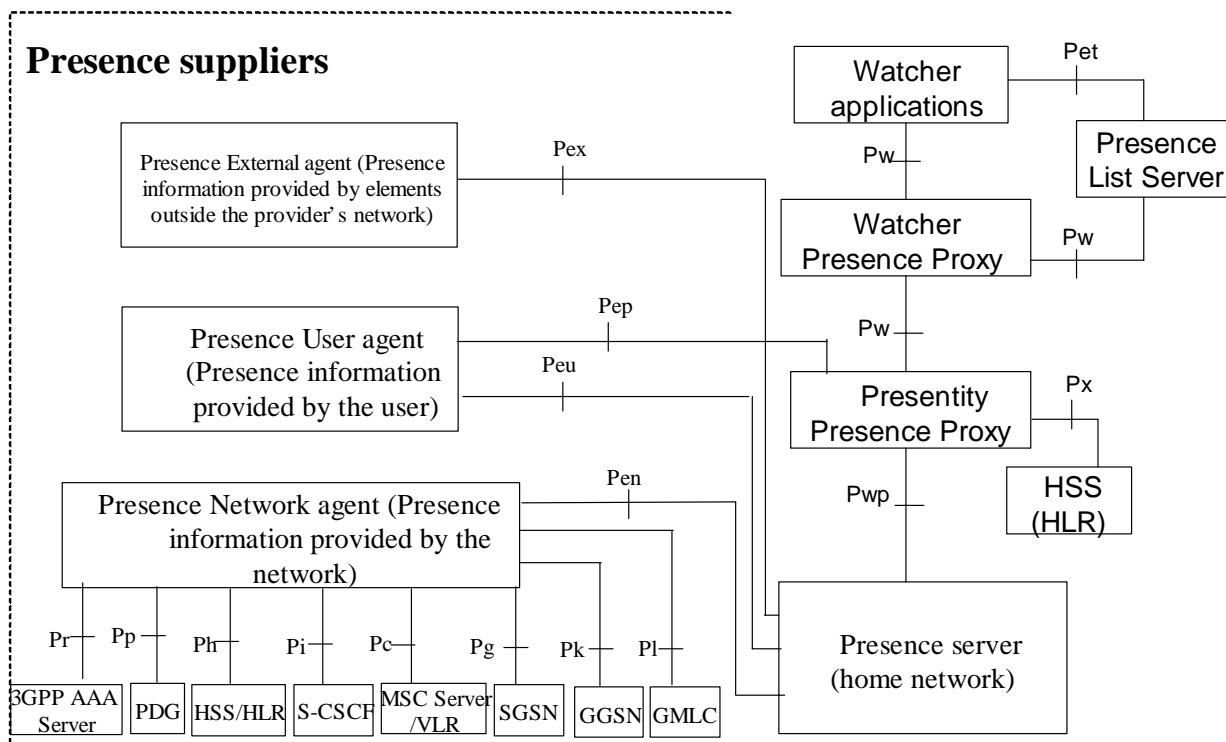 Presence suppliers
Presence External agent (Presence
information provided by elements
outside the provider's network)
Pex
Presence User agent
(Presence information
provided by the user)
Pep
Peu
Presence Network agent (Presence
information provided by the
network)
Pen
Pr
Pp
Ph
Pi
Pc
Pg
Pk
Pl
3GPP AAA
Server
PDG
HSS/HLR
S-CSCF
MSC Server
/VLR
SGSN
GGSN
GMLC
Watcher
applications
Pet
Presence
List Server
Pw
Watcher
Presence Proxy
Pw
Pw
Presentity
Presence Proxy
Px
HSS
(HLR)
Pwp
Presence server
(home network)